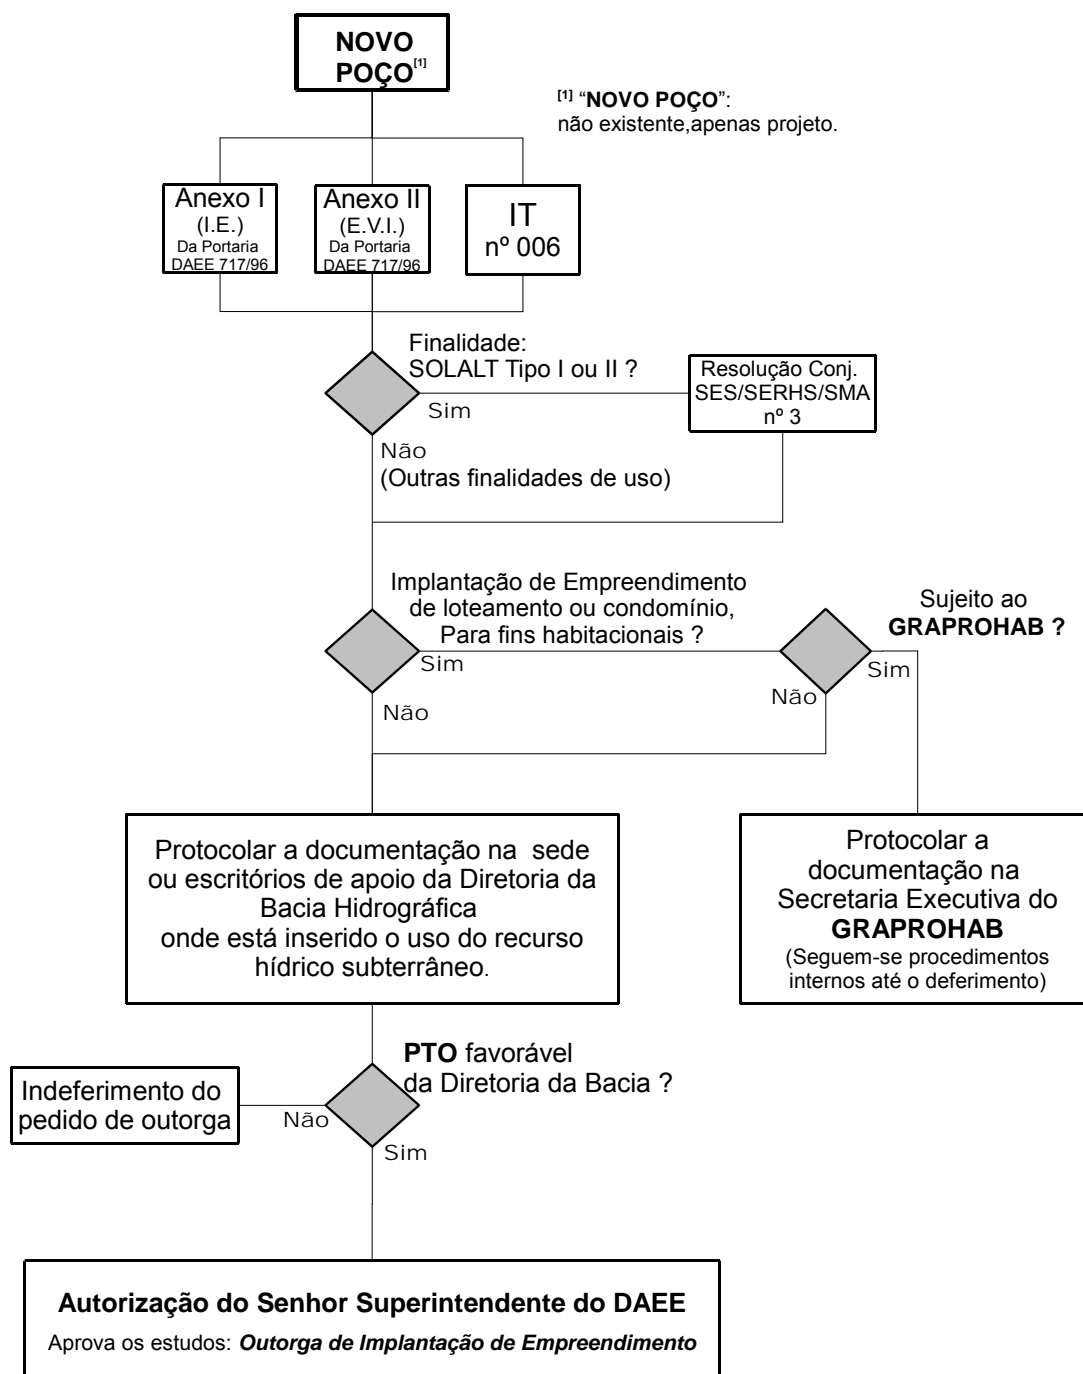 NOVO
POÇO[1]
[1] “NOVO POÇO”:
não existente,apenas projeto.
Anexo I
(I.E.)
Da Portaria
DAEE 717/96
Anexo II
(E.V.I.)
Da Portaria
DAEE 717/96
IT
nº 006
Finalidade:
SOLALT Tipo I ou II ?
Sim
Resolução Conj.
SES/SERHS/SMA
nº 3
Não
(Outras finalidades de uso)
Implantação de Empreendimento
de loteamento ou condomínio,
Para fins habitacionais ?
Sim
Não
Sujeito ao
GRAPROHAB ?
Sim
Não
Protocolar a documentação na sede
ou escritórios de apoio da Diretoria da
Bacia Hidrográfica
onde está inserido o uso do recurso
hídrico subterrâneo.
Protocolar a
documentação na
Secretaria Executiva do
GRAPROHAB
(Seguem-se procedimentos
internos até o deferimento)
PTO favorável
da Diretoria da Bacia ?
Indeferimento do
pedido de outorga
Não
Sim
Autorização do Senhor Superintendente do DAEE
Aprova os estudos: Outorga de Implantação de Empreendimento